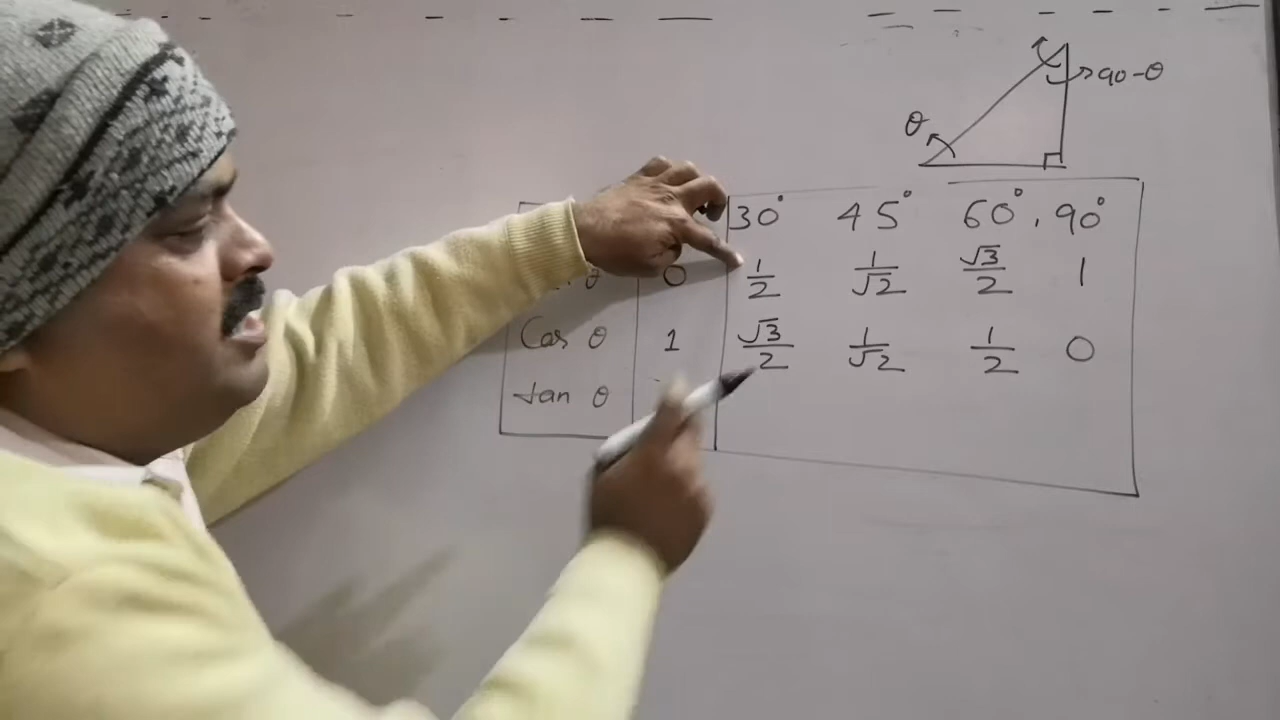 θ
90-θ
30° 45° 60°, 90°
θ 0 1/2 1/√2 √3/2 1
Cos θ 1 √3/2 1/√2 1/2 0
tan θ